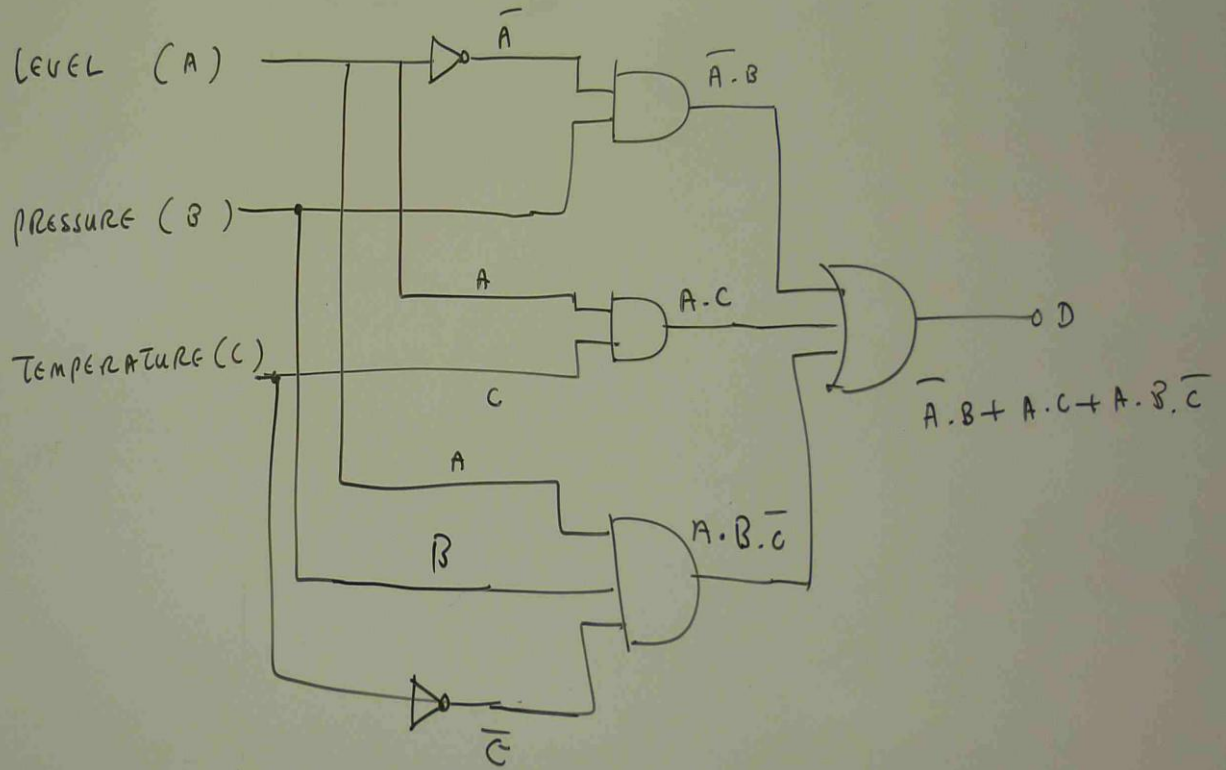 LEVEL (A)
A̅
A̅.B
PRESSURE (B)
A
A.C
TEMPERATURE (C)
C
D
A̅.B + A.C + A.B.C̅
A
A.B.C̅
B
C̅